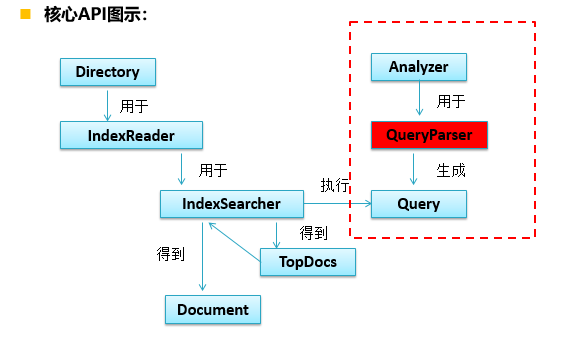 核心API图示：
Directory
Analyzer
用于
用于
IndexReader
QueryParser
用于
生成
执行
IndexSearcher
Query
得到
得到
TopDocs
Document